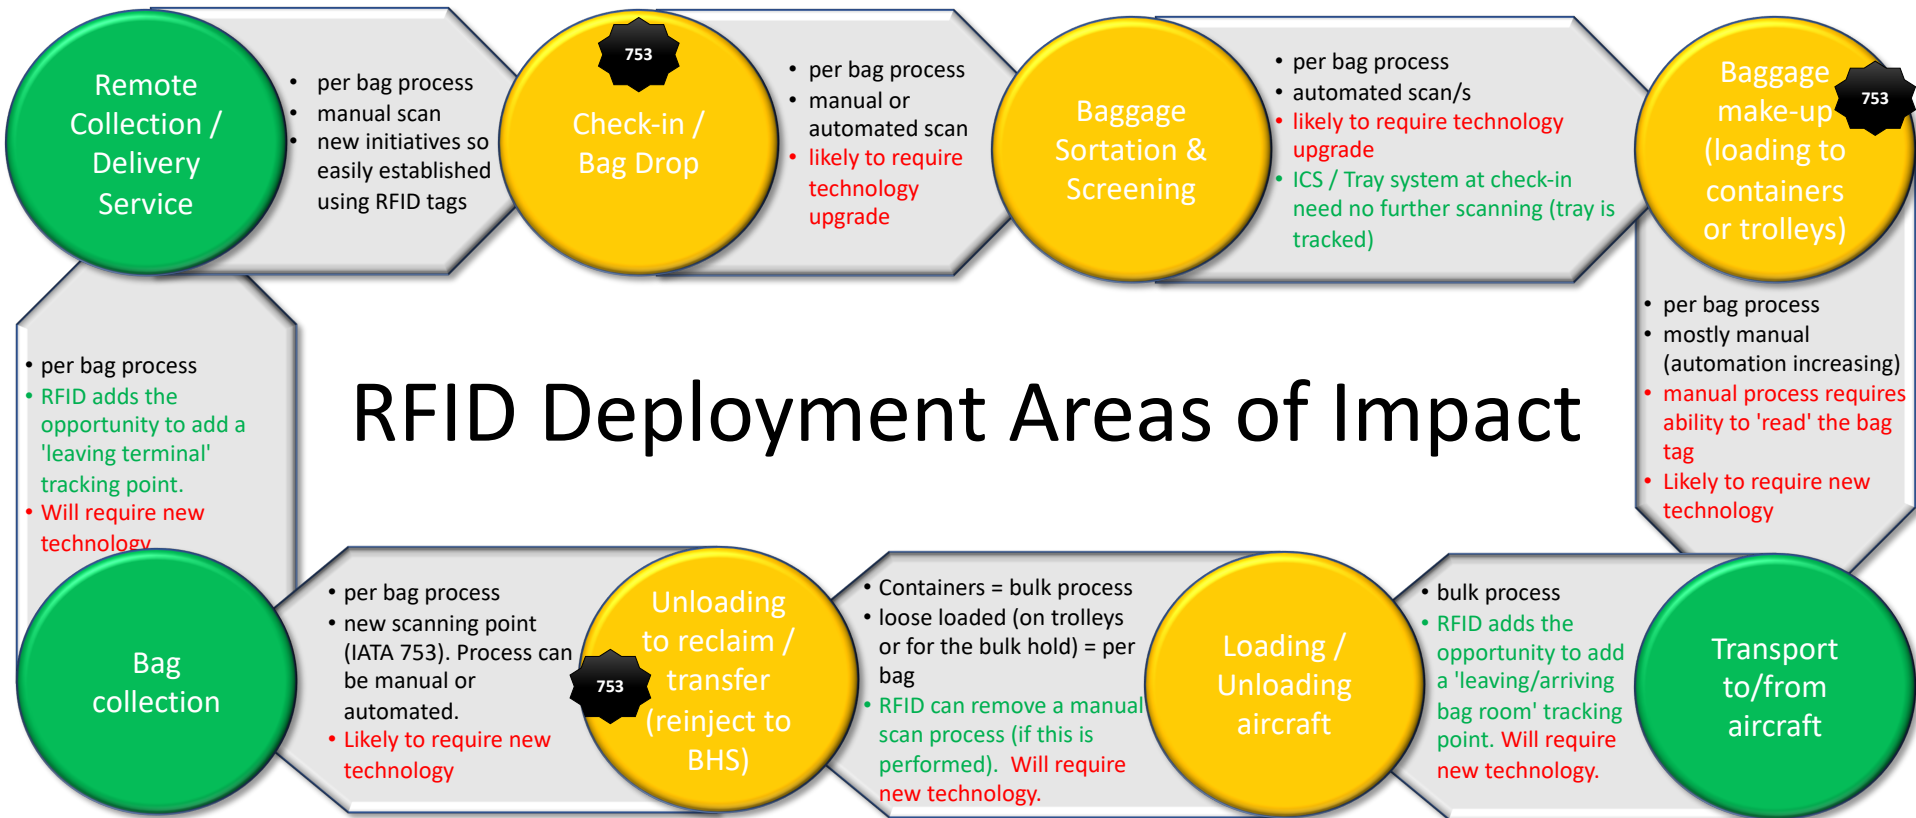 Remote
Collection /
Delivery
Service
• per bag process
• manual scan
• new initiatives so
easily established
using RFID tags
753
Check-in /
Bag Drop
• per bag process
• manual or
automated scan
• likely to require
technology
upgrade
Baggage
Sortation &
Screening
• per bag process
• automated scan/s
• likely to require technology
upgrade
• ICS / Tray system at check-in
need no further scanning (tray is
tracked)
Baggage
make-up
(loading to
containers
or trolleys)
753
• per bag process
• mostly manual
(automation increasing)
• manual process requires
ability to 'read' the bag
tag
• Likely to require new
technology
RFID Deployment Areas of Impact
• per bag process
• RFID adds the
opportunity to add a
'leaving terminal'
tracking point.
• Will require new
technology
Bag
collection
• per bag process
• new scanning point
(IATA 753). Process can
be manual or
automated.
• Likely to require new
technology
Unloading
to reclaim /
transfer
(reinject to
BHS)
753
• Containers = bulk process
• loose loaded (on trolleys
or for the bulk hold) = per
bag
• RFID can remove a manual
scan process (if this is
performed). Will require
new technology.
Loading /
Unloading
aircraft
• bulk process
• RFID adds the
opportunity to add
a 'leaving/arriving
bag room' tracking
point. Will require
new technology.
Transport
to/from
aircraft